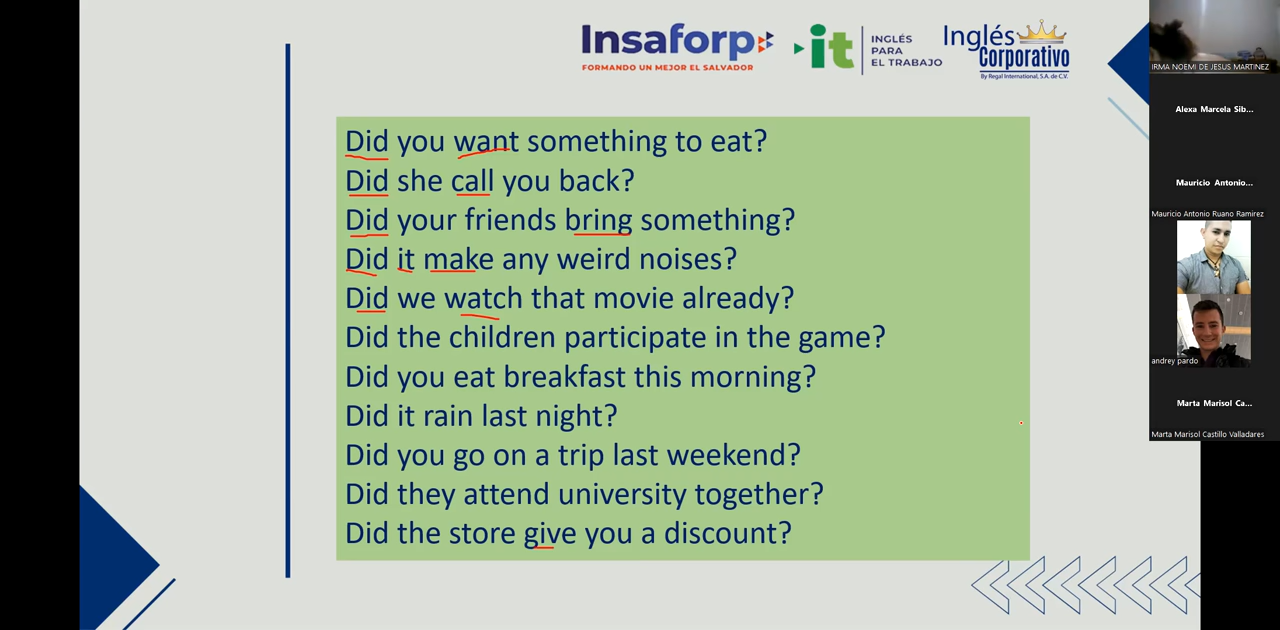 Insaforp
FORMANDO UN MEJOR EL SALVADOR
it
INGLÉS
PARA
EL TRABAJO
Inglés
Corporativo
By Regal International, S.A. de C.V.
Did you want something to eat?
Did she call you back?
Did your friends bring something?
Did it make any weird noises?
Did we watch that movie already?
Did the children participate in the game?
Did you eat breakfast this morning?
Did it rain last night?
Did you go on a trip last weekend?
Did they attend university together?
Did the store give you a discount?
IRMA NOEMI DE JESUS MARTINEZ
Alexa Marcela Sib...
Mauricio Antonio...
Mauricio Antonio Ruano Ramirez
andrey pardo
Marta Marisol Ca...
Marta Marisol Castillo Valladares